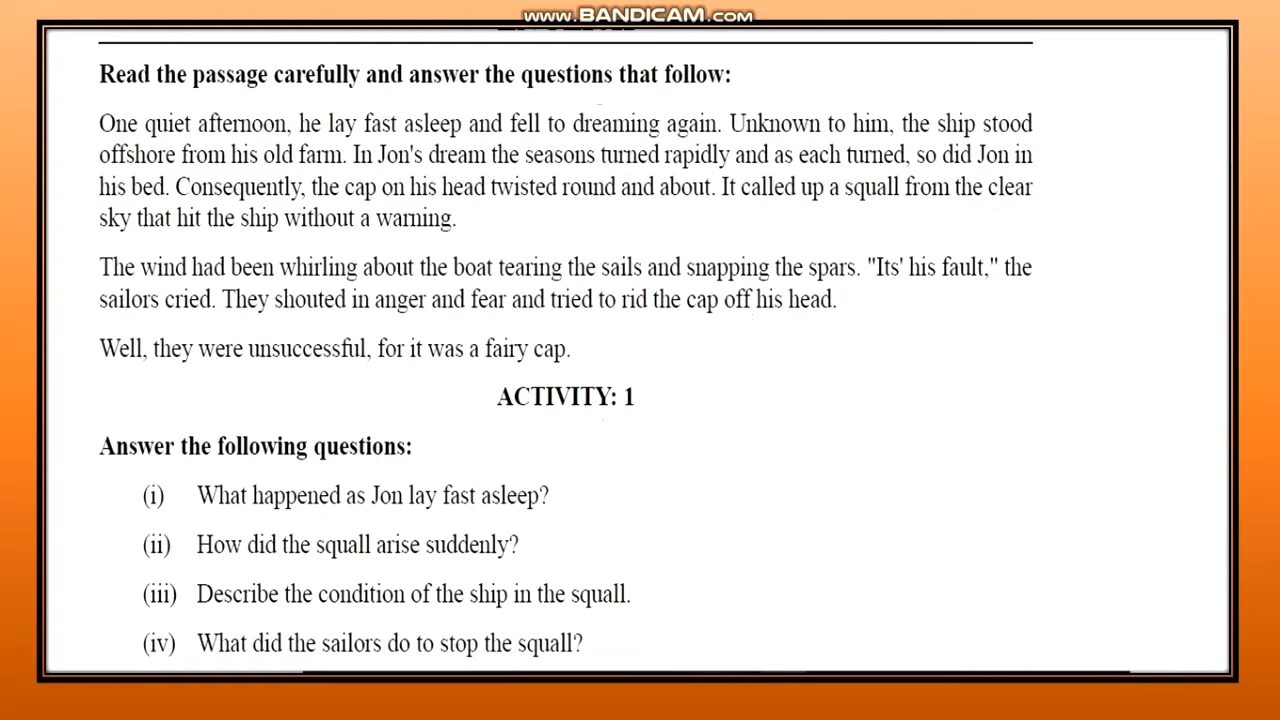 www.BANDICAM.com
Read the passage carefully and answer the questions that follow:
One quiet afternoon, he lay fast asleep and fell to dreaming again. Unknown to him, the ship stood
offshore from his old farm. In Jon's dream the seasons turned rapidly and as each turned, so did Jon in
his bed. Consequently, the cap on his head twisted round and about. It called up a squall from the clear
sky that hit the ship without a warning.
The wind had been whirling about the boat tearing the sails and snapping the spars. "Its' his fault," the
sailors cried. They shouted in anger and fear and tried to rid the cap off his head.
Well, they were unsuccessful, for it was a fairy cap.
ACTIVITY: 1
Answer the following questions:
(i) What happened as Jon lay fast asleep?
(ii) How did the squall arise suddenly?
(iii) Describe the condition of the ship in the squall.
(iv) What did the sailors do to stop the squall?